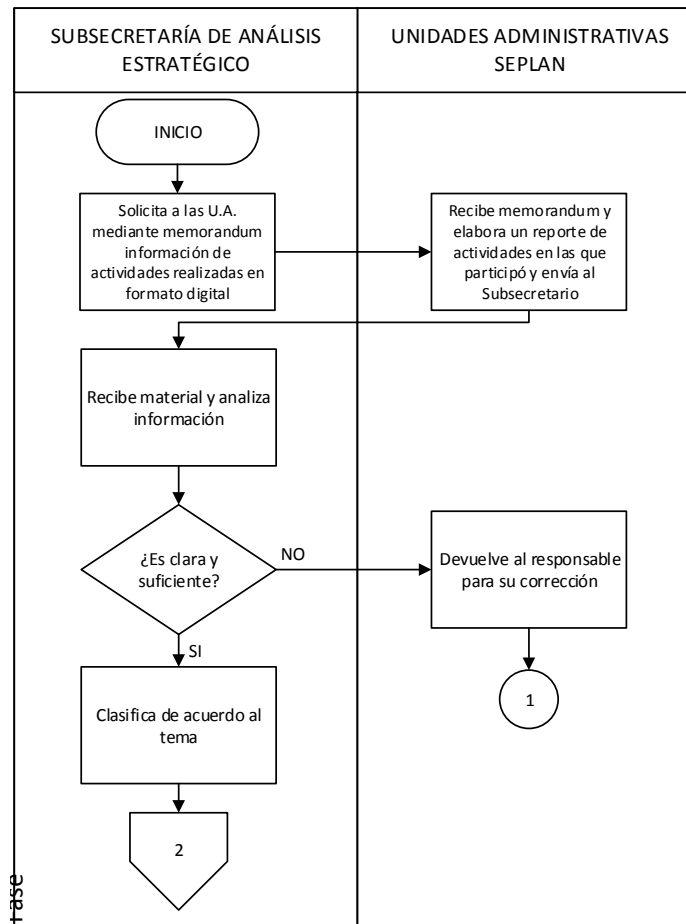 SUBSECRETARÍA DE ANÁLISIS
ESTRATÉGICO
UNIDADES ADMINISTRATIVAS
SEPLAN
INICIO
Solicita a las U.A.
mediante memorandum
información de
actividades realizadas en
formato digital
Recibe memorandum y
elabora un reporte de
actividades en las que
participó y envía al
Subsecretario
Recibe material y analiza
información
¿Es clara y
suficiente?
NO
Devuelve al responsable
para su corrección
SI
1
Clasifica de acuerdo al
tema
2
Fase